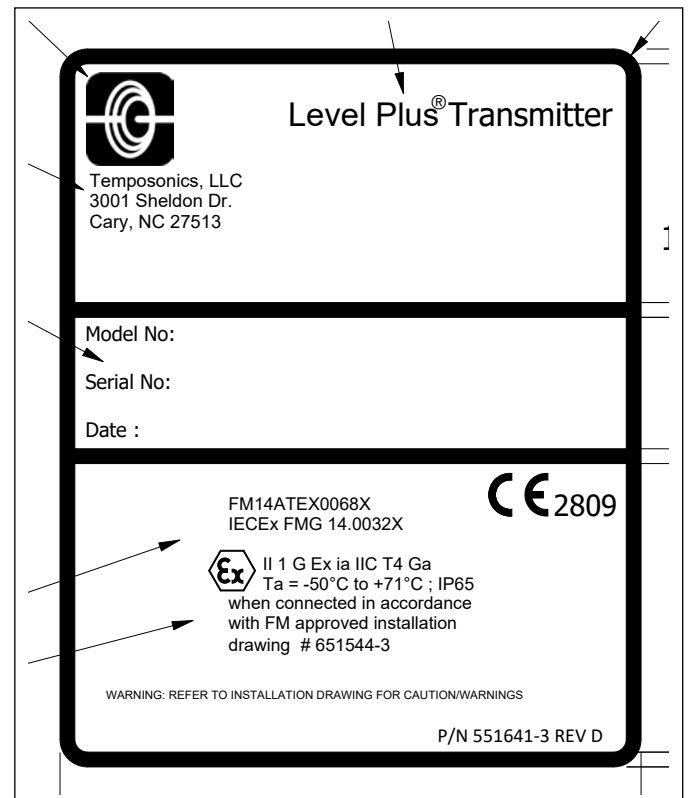 Level Plus® Transmitter
Temposonics, LLC
3001 Sheldon Dr.
Cary, NC 27513
Model No:
Serial No:
Date :
FM14ATEX0068X
IECEx FMG 14.0032X
CE 2809
Ex II 1 G Ex ia IIC T4 Ga
Ta = -50°C to +71°C ; IP65
when connected in accordance
with FM approved installation
drawing # 651544-3
WARNING: REFER TO INSTALLATION DRAWING FOR CAUTION/WARNINGS
P/N 551641-3 REV D